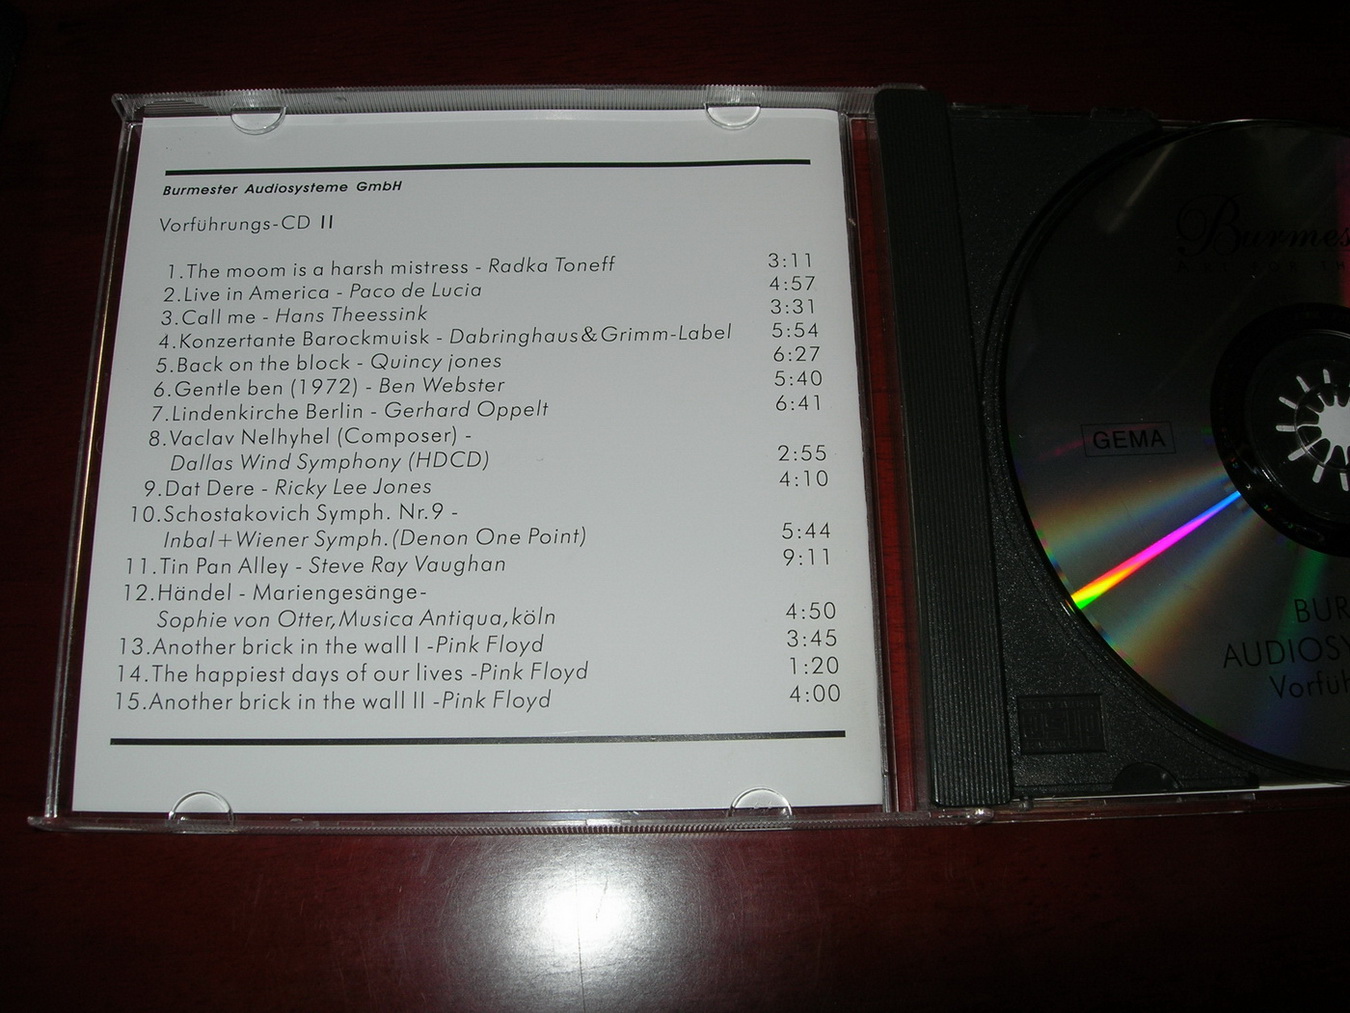 Burmester Audiosysteme GmbH
Vorführungs-CD II
1.The moom is a harsh mistress - Radka Toneff 3:11
2.Live in America - Paco de Lucia 4:57
3.Call me - Hans Theessink 3:31
4.Konzertante Barockmuisk - Dabringhaus&Grimm-Label 5:54
5.Back on the block - Quincy jones 6:27
6.Gentle ben (1972) - Ben Webster 5:40
7.Lindenkirche Berlin - Gerhard Oppelt 6:41
8.Vaclav Nelhyhel (Composer) -
Dallas Wind Symphony (HDCD) 2:55
9.Dat Dere - Ricky Lee Jones 4:10
10.Schostakovich Symph. Nr.9 -
Inbal+Wiener Symph.(Denon One Point) 5:44
11.Tin Pan Alley - Steve Ray Vaughan 9:11
12.Händel - Mariengesänge-
Sophie von Otter,Musica Antiqua,köln 4:50
13.Another brick in the wall I -Pink Floyd 3:45
14.The happiest days of our lives -Pink Floyd 1:20
15.Another brick in the wall II -Pink Floyd 4:00
Burmes
GEMA
BUR
AUDIOSY
Vorfüh